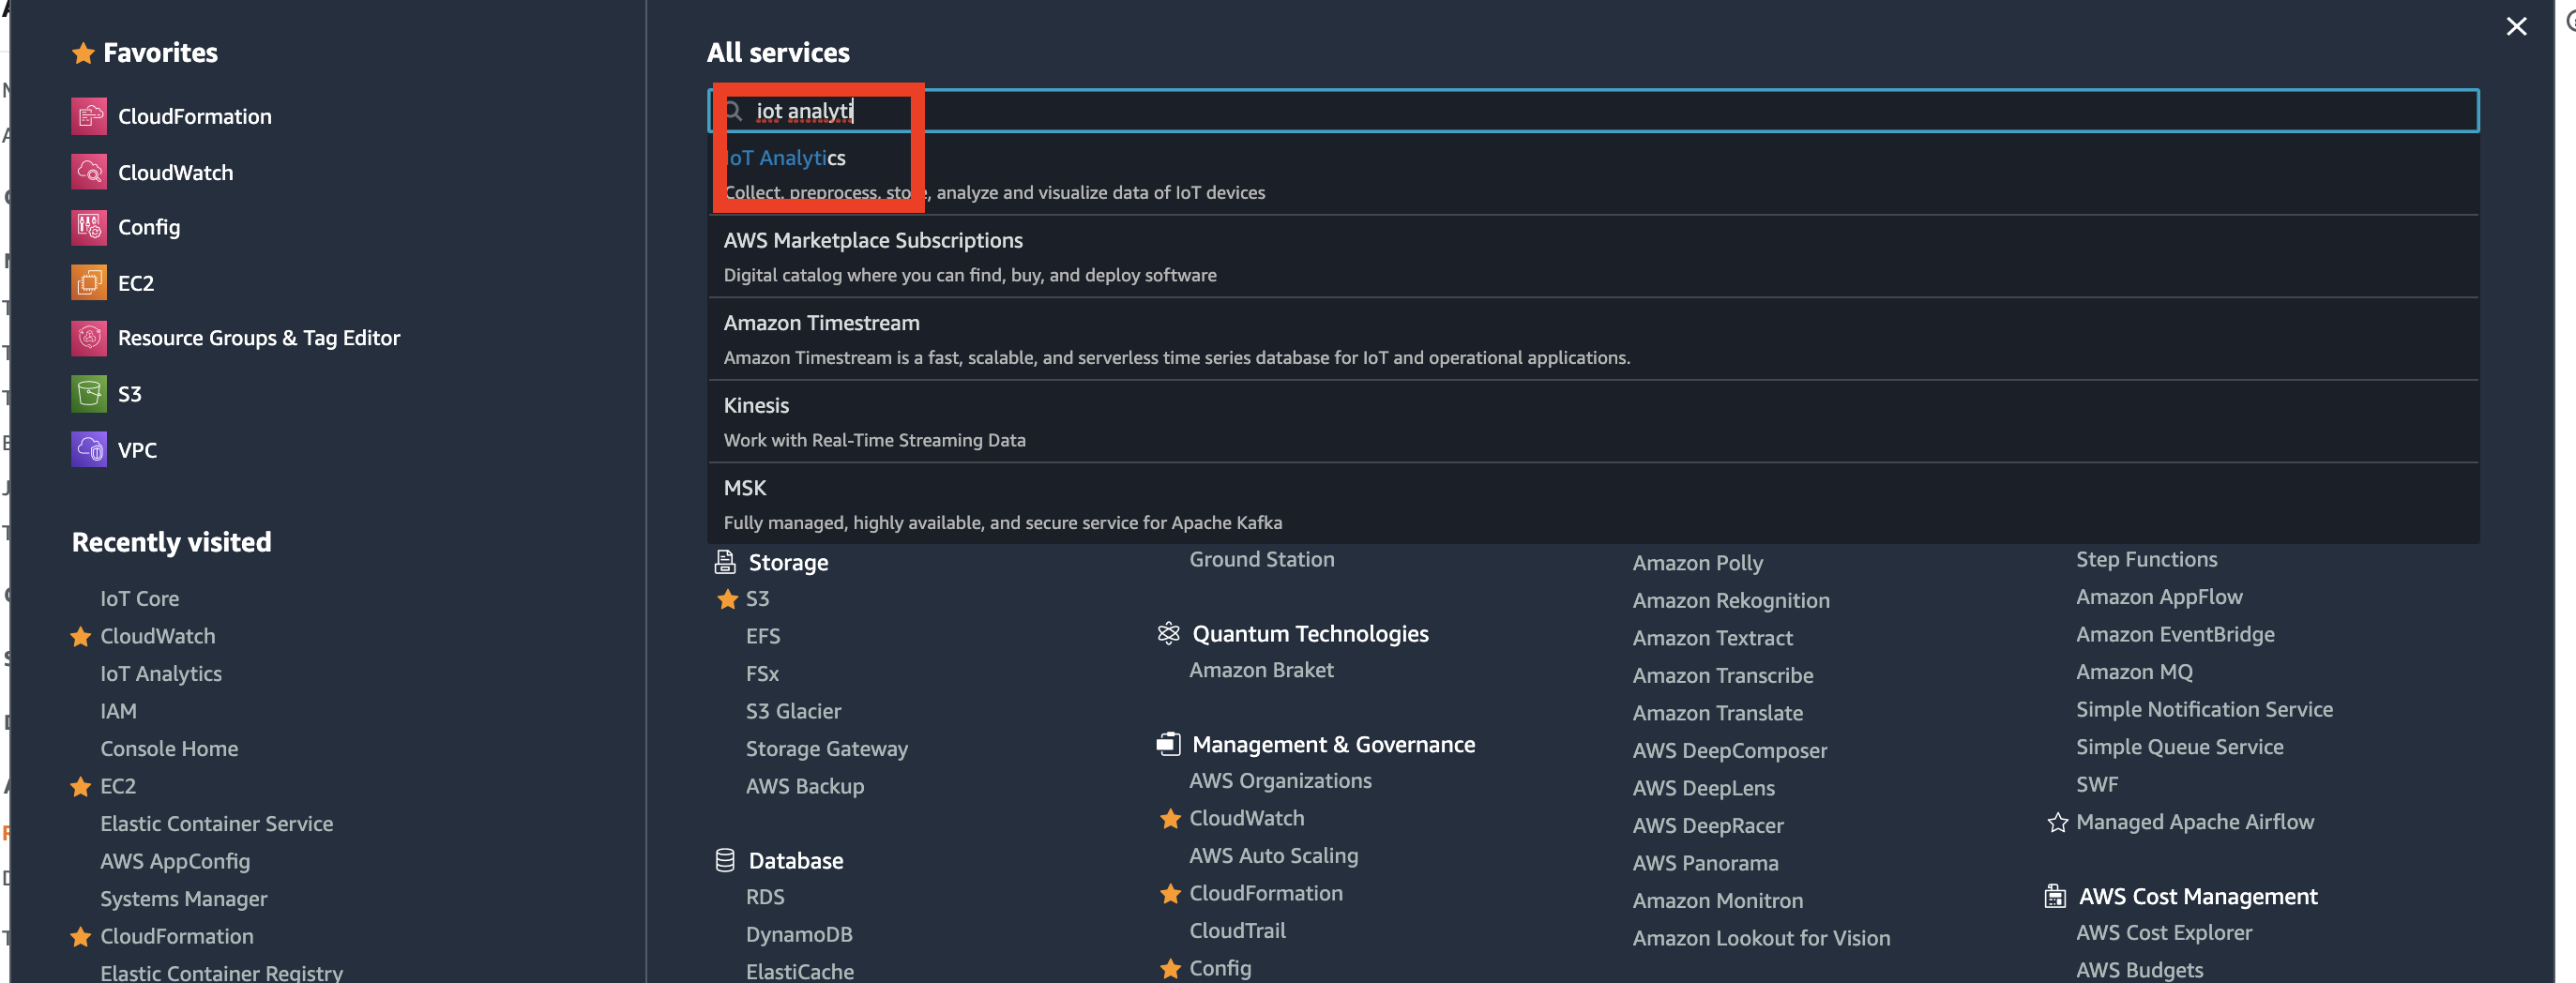 Favorites
CloudFormation
CloudWatch
Config
EC2
Resource Groups & Tag Editor
S3
VPC
Recently visited
IoT Core
CloudWatch
IoT Analytics
IAM
Console Home
EC2
Elastic Container Service
AWS AppConfig
Systems Manager
CloudFormation
Elastic Container Registry
All services
iot analyti
IoT Analytics
Collect, preprocess, store, analyze and visualize data of IoT devices
AWS Marketplace Subscriptions
Digital catalog where you can find, buy, and deploy software
Amazon Timestream
Amazon Timestream is a fast, scalable, and serverless time series database for IoT and operational applications.
Kinesis
Work with Real-Time Streaming Data
MSK
Fully managed, highly available, and secure service for Apache Kafka
Storage
S3
EFS
FSx
S3 Glacier
Storage Gateway
AWS Backup
Database
RDS
DynamoDB
ElastiCache
Ground Station
Quantum Technologies
Amazon Braket
Management & Governance
AWS Organizations
CloudWatch
AWS Auto Scaling
CloudFormation
CloudTrail
Config
Amazon Polly
Amazon Rekognition
Amazon Textract
Amazon Transcribe
Amazon Translate
AWS DeepComposer
AWS DeepLens
AWS DeepRacer
AWS Panorama
Amazon Monitron
Amazon Lookout for Vision
Step Functions
Amazon AppFlow
Amazon EventBridge
Amazon MQ
Simple Notification Service
Simple Queue Service
SWF
Managed Apache Airflow
AWS Cost Management
AWS Cost Explorer
AWS Budgets